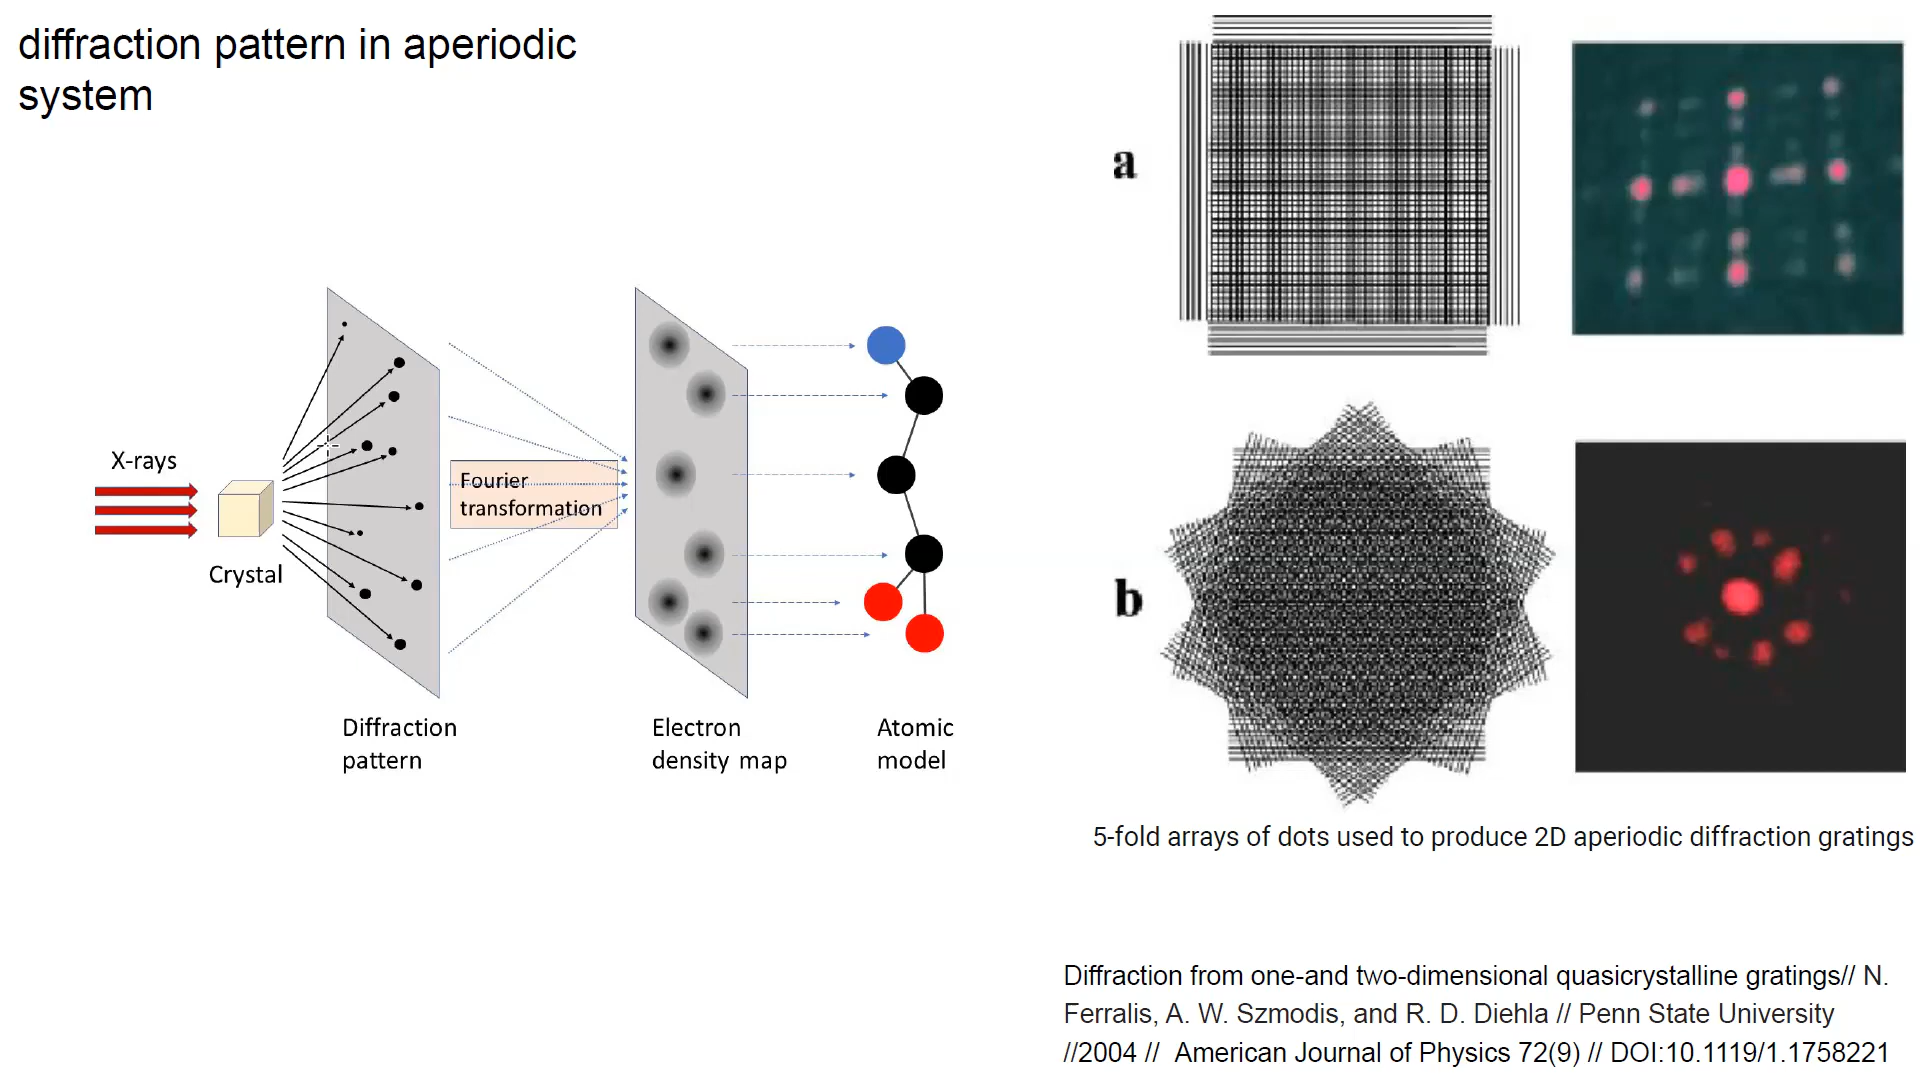 diffraction pattern in aperiodic
system
X-rays
Crystal
Fourier
transformation
Diffraction
pattern
Electron
density map
Atomic
model
a
b
5-fold arrays of dots used to produce 2D aperiodic diffraction gratings
Diffraction from one-and two-dimensional quasicrystalline gratings// N.
Ferralis, A. W. Szmodis, and R. D. Diehla // Penn State University
//2004 // American Journal of Physics 72(9) // DOI:10.1119/1.1758221